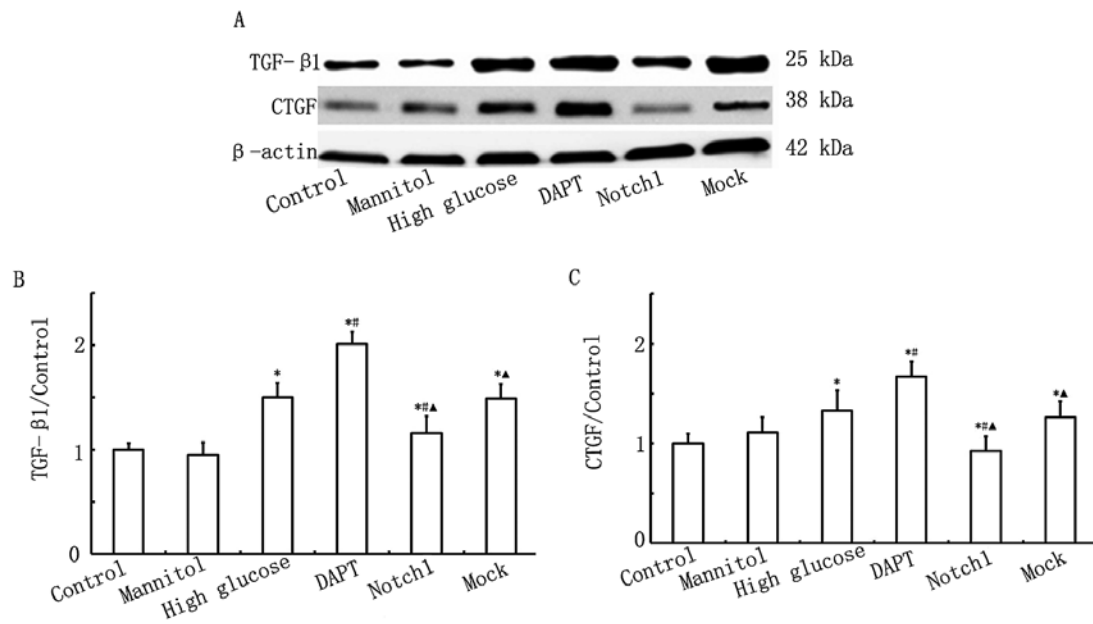 A
TGF-β1
25 kDa
CTGF
38 kDa
β-actin
42 kDa
Control
Mannitol
High glucose
DAPT
Notch1
Mock
B
TGF-β1/Control
2
1
0
*
*#
*#▲
*▲
Control
Mannitol
High glucose
DAPT
Notch1
Mock
C
CTGF/Control
2
1
0
*
*#
*#▲
*▲
Control
Mannitol
High glucose
DAPT
Notch1
Mock